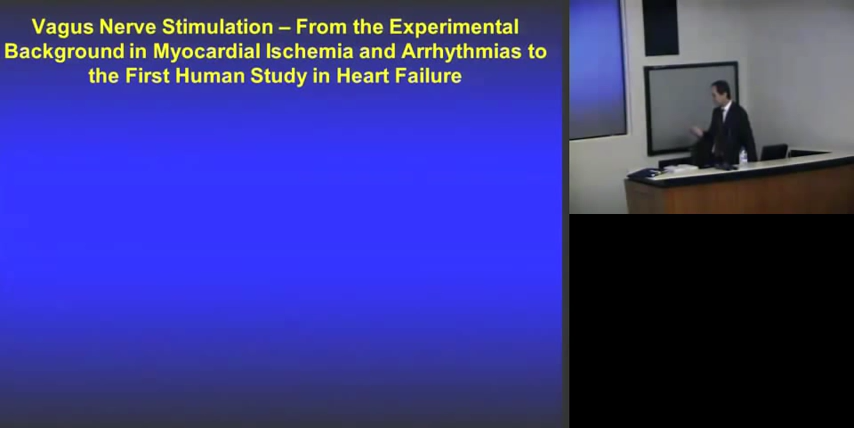 Vagus Nerve Stimulation – From the Experimental
Background in Myocardial Ischemia and Arrhythmias to
the First Human Study in Heart Failure